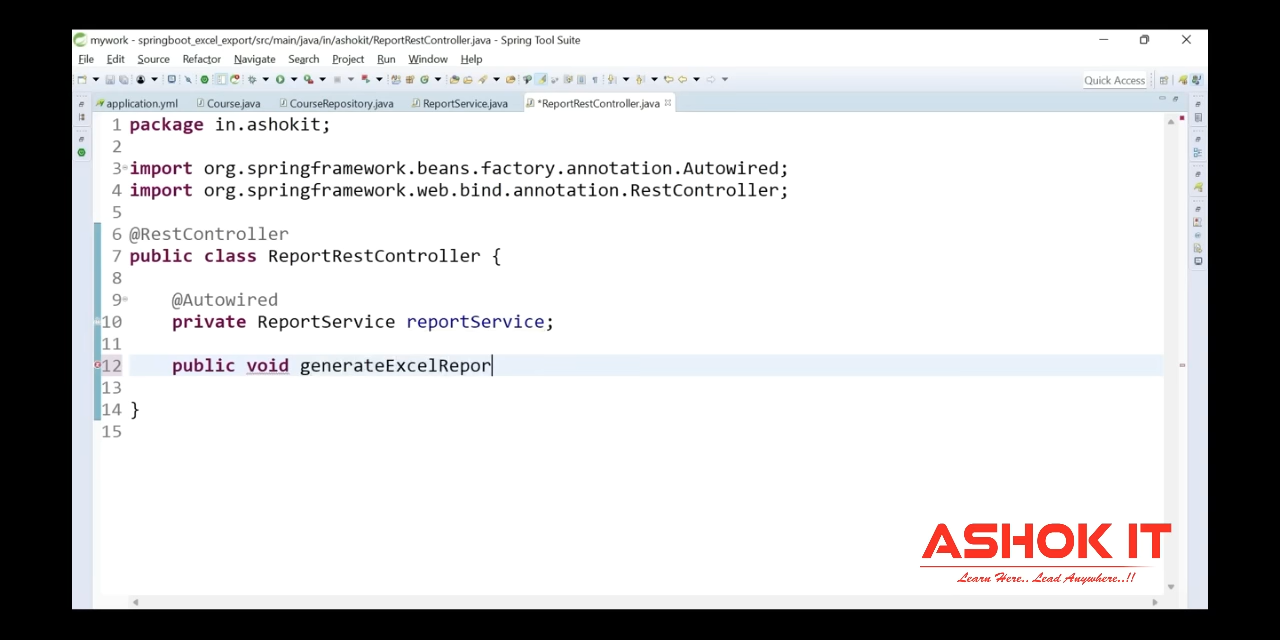 mywork - springboot_excel_export/src/main/java/in/ashokit/ReportRestController.java - Spring Tool Suite
File Edit Source Refactor Navigate Search Project Run Window Help
Quick Access
application.yml Course.java CourseRepository.java ReportService.java *ReportRestController.java
1 package in.ashokit;
2
3 import org.springframework.beans.factory.annotation.Autowired;
4 import org.springframework.web.bind.annotation.RestController;
5
6 @RestController
7 public class ReportRestController {
8
9 @Autowired
10 private ReportService reportService;
11
12 public void generateExcelRepor
13
14 }
15
ASHOK IT
Learn Here.. Lead Anywhere..!!